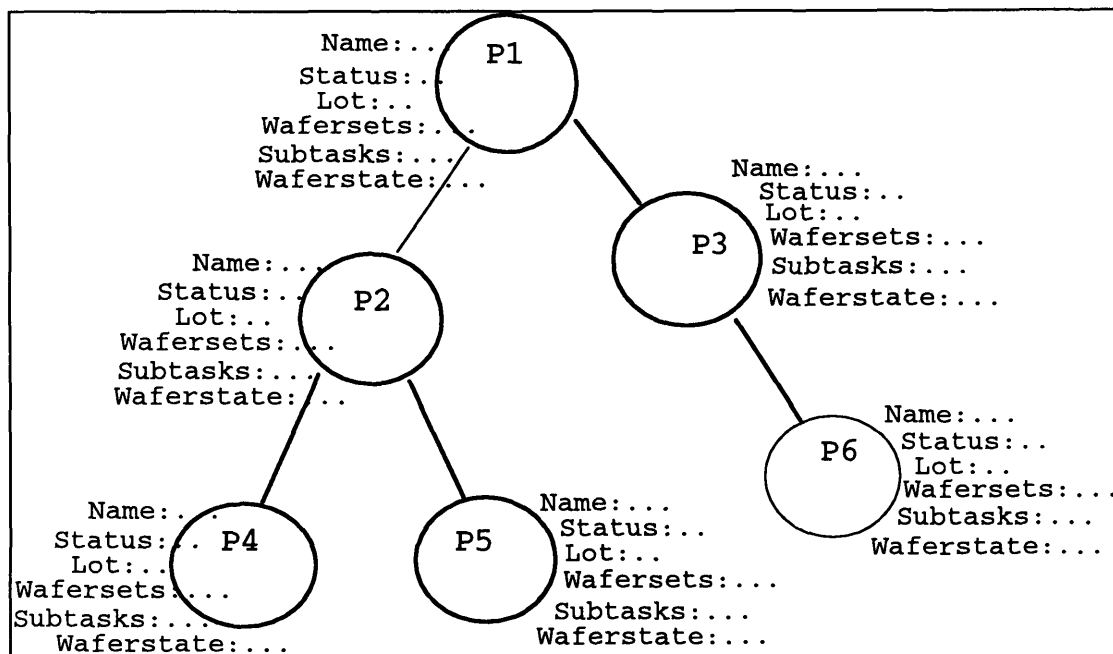 P1
Name:...
Status:..
Lot:..
Wafersets:...
Subtasks:...
Waferstate:...
P3
Name:...
Status:..
Lot:..
Wafersets:...
Subtasks:...
Waferstate:...
P2
Name:...
Status:..
Lot:..
Wafersets:...
Subtasks:...
Waferstate:...
P6
Name:...
Status:..
Lot:..
Wafersets:...
Subtasks:...
Waferstate:...
P4
Name:...
Status:..
Lot:..
Wafersets:...
Subtasks:...
Waferstate:...
P5
Name:...
Status:..
Lot:..
Wafersets:...
Subtasks:...
Waferstate:...